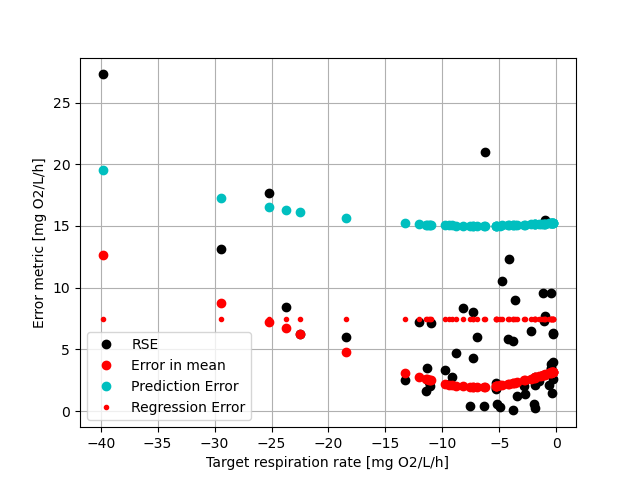 Error metric [mg O2/L/h]
25
20
15
10
5
0
RSE
Error in mean
Prediction Error
Regression Error
−40 −35 −30 −25 −20 −15 −10 −5 0
Target respiration rate [mg O2/L/h]